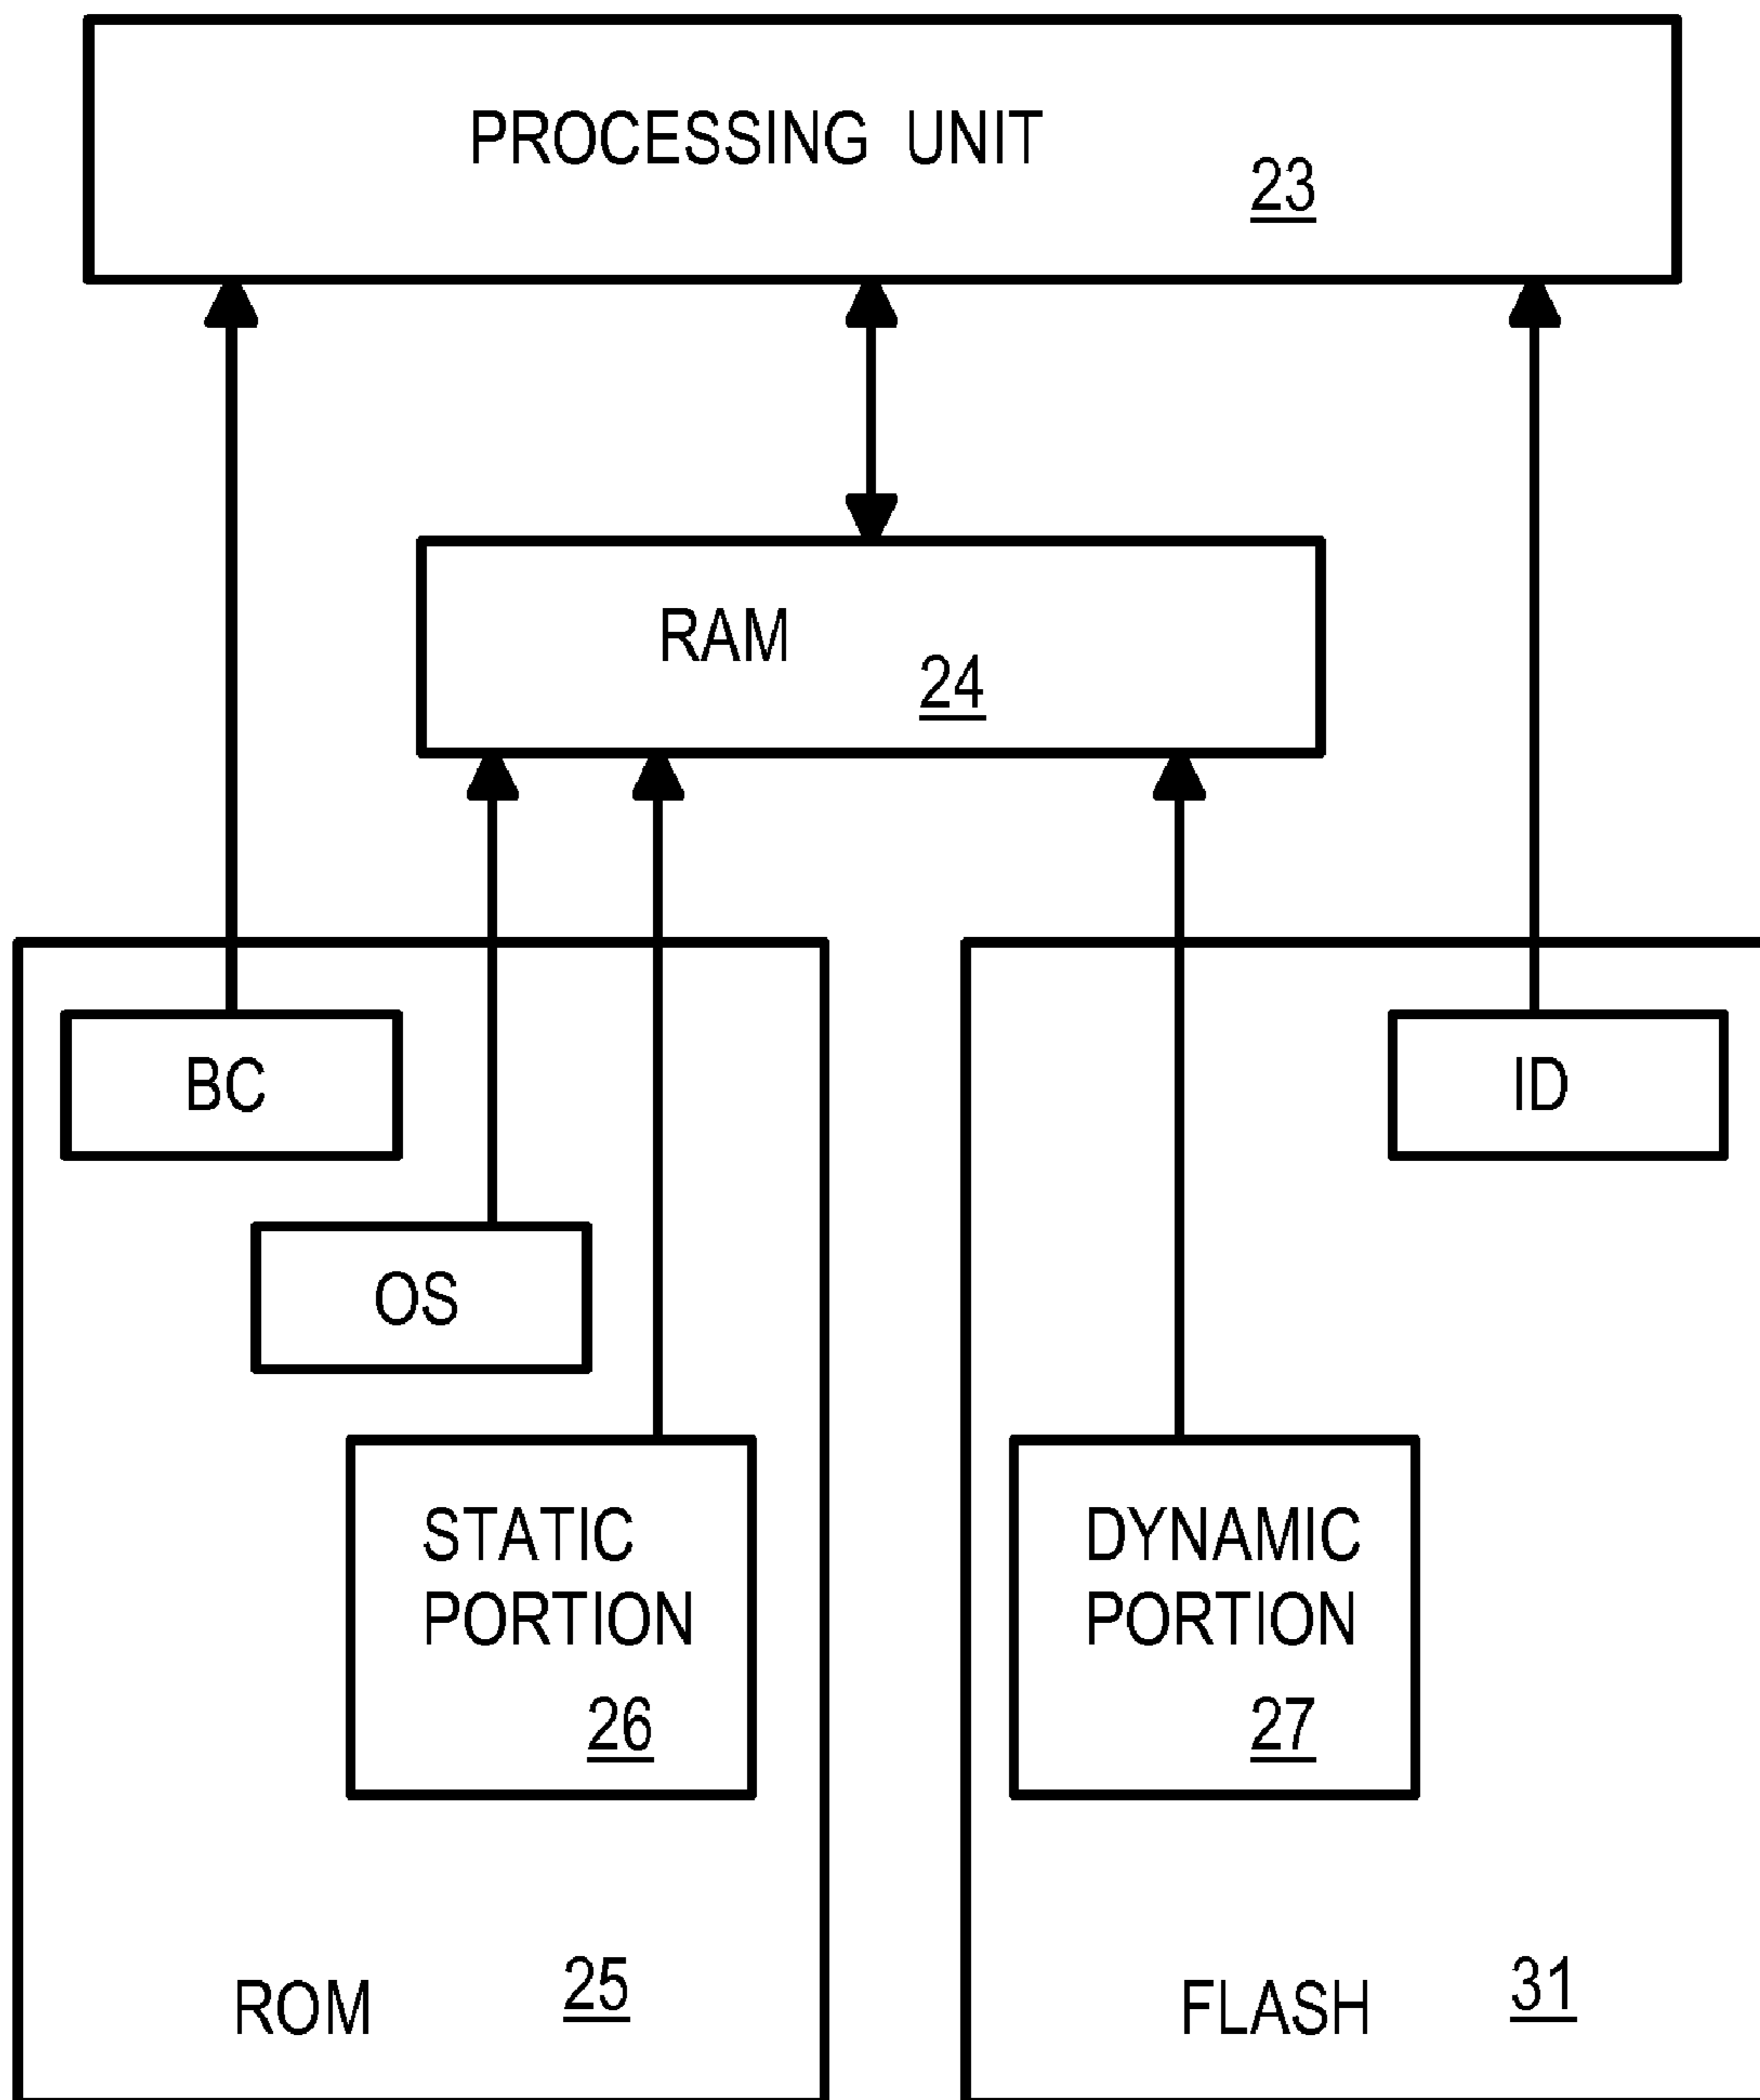 PROCESSING UNIT
23
RAM
24
BC
ID
OS
STATIC
PORTION
26
DYNAMIC
PORTION
27
ROM
25
FLASH
31